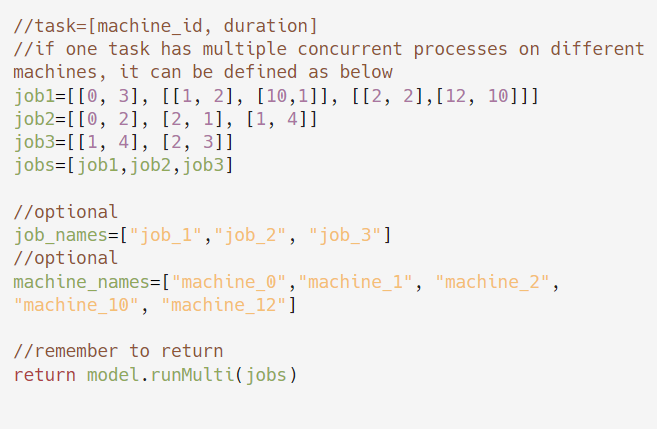 //task=[machine_id, duration]
//if one task has multiple concurrent processes on different
machines, it can be defined as below
job1=[[0, 3], [[1, 2], [10,1]], [[2, 2],[12, 10]]]
job2=[[0, 2], [2, 1], [1, 4]]
job3=[[1, 4], [2, 3]]
jobs=[job1,job2,job3]
//optional
job_names=["job_1","job_2", "job_3"]
//optional
machine_names=["machine_0","machine_1", "machine_2",
"machine_10", "machine_12"]
//remember to return
return model.runMulti(jobs)